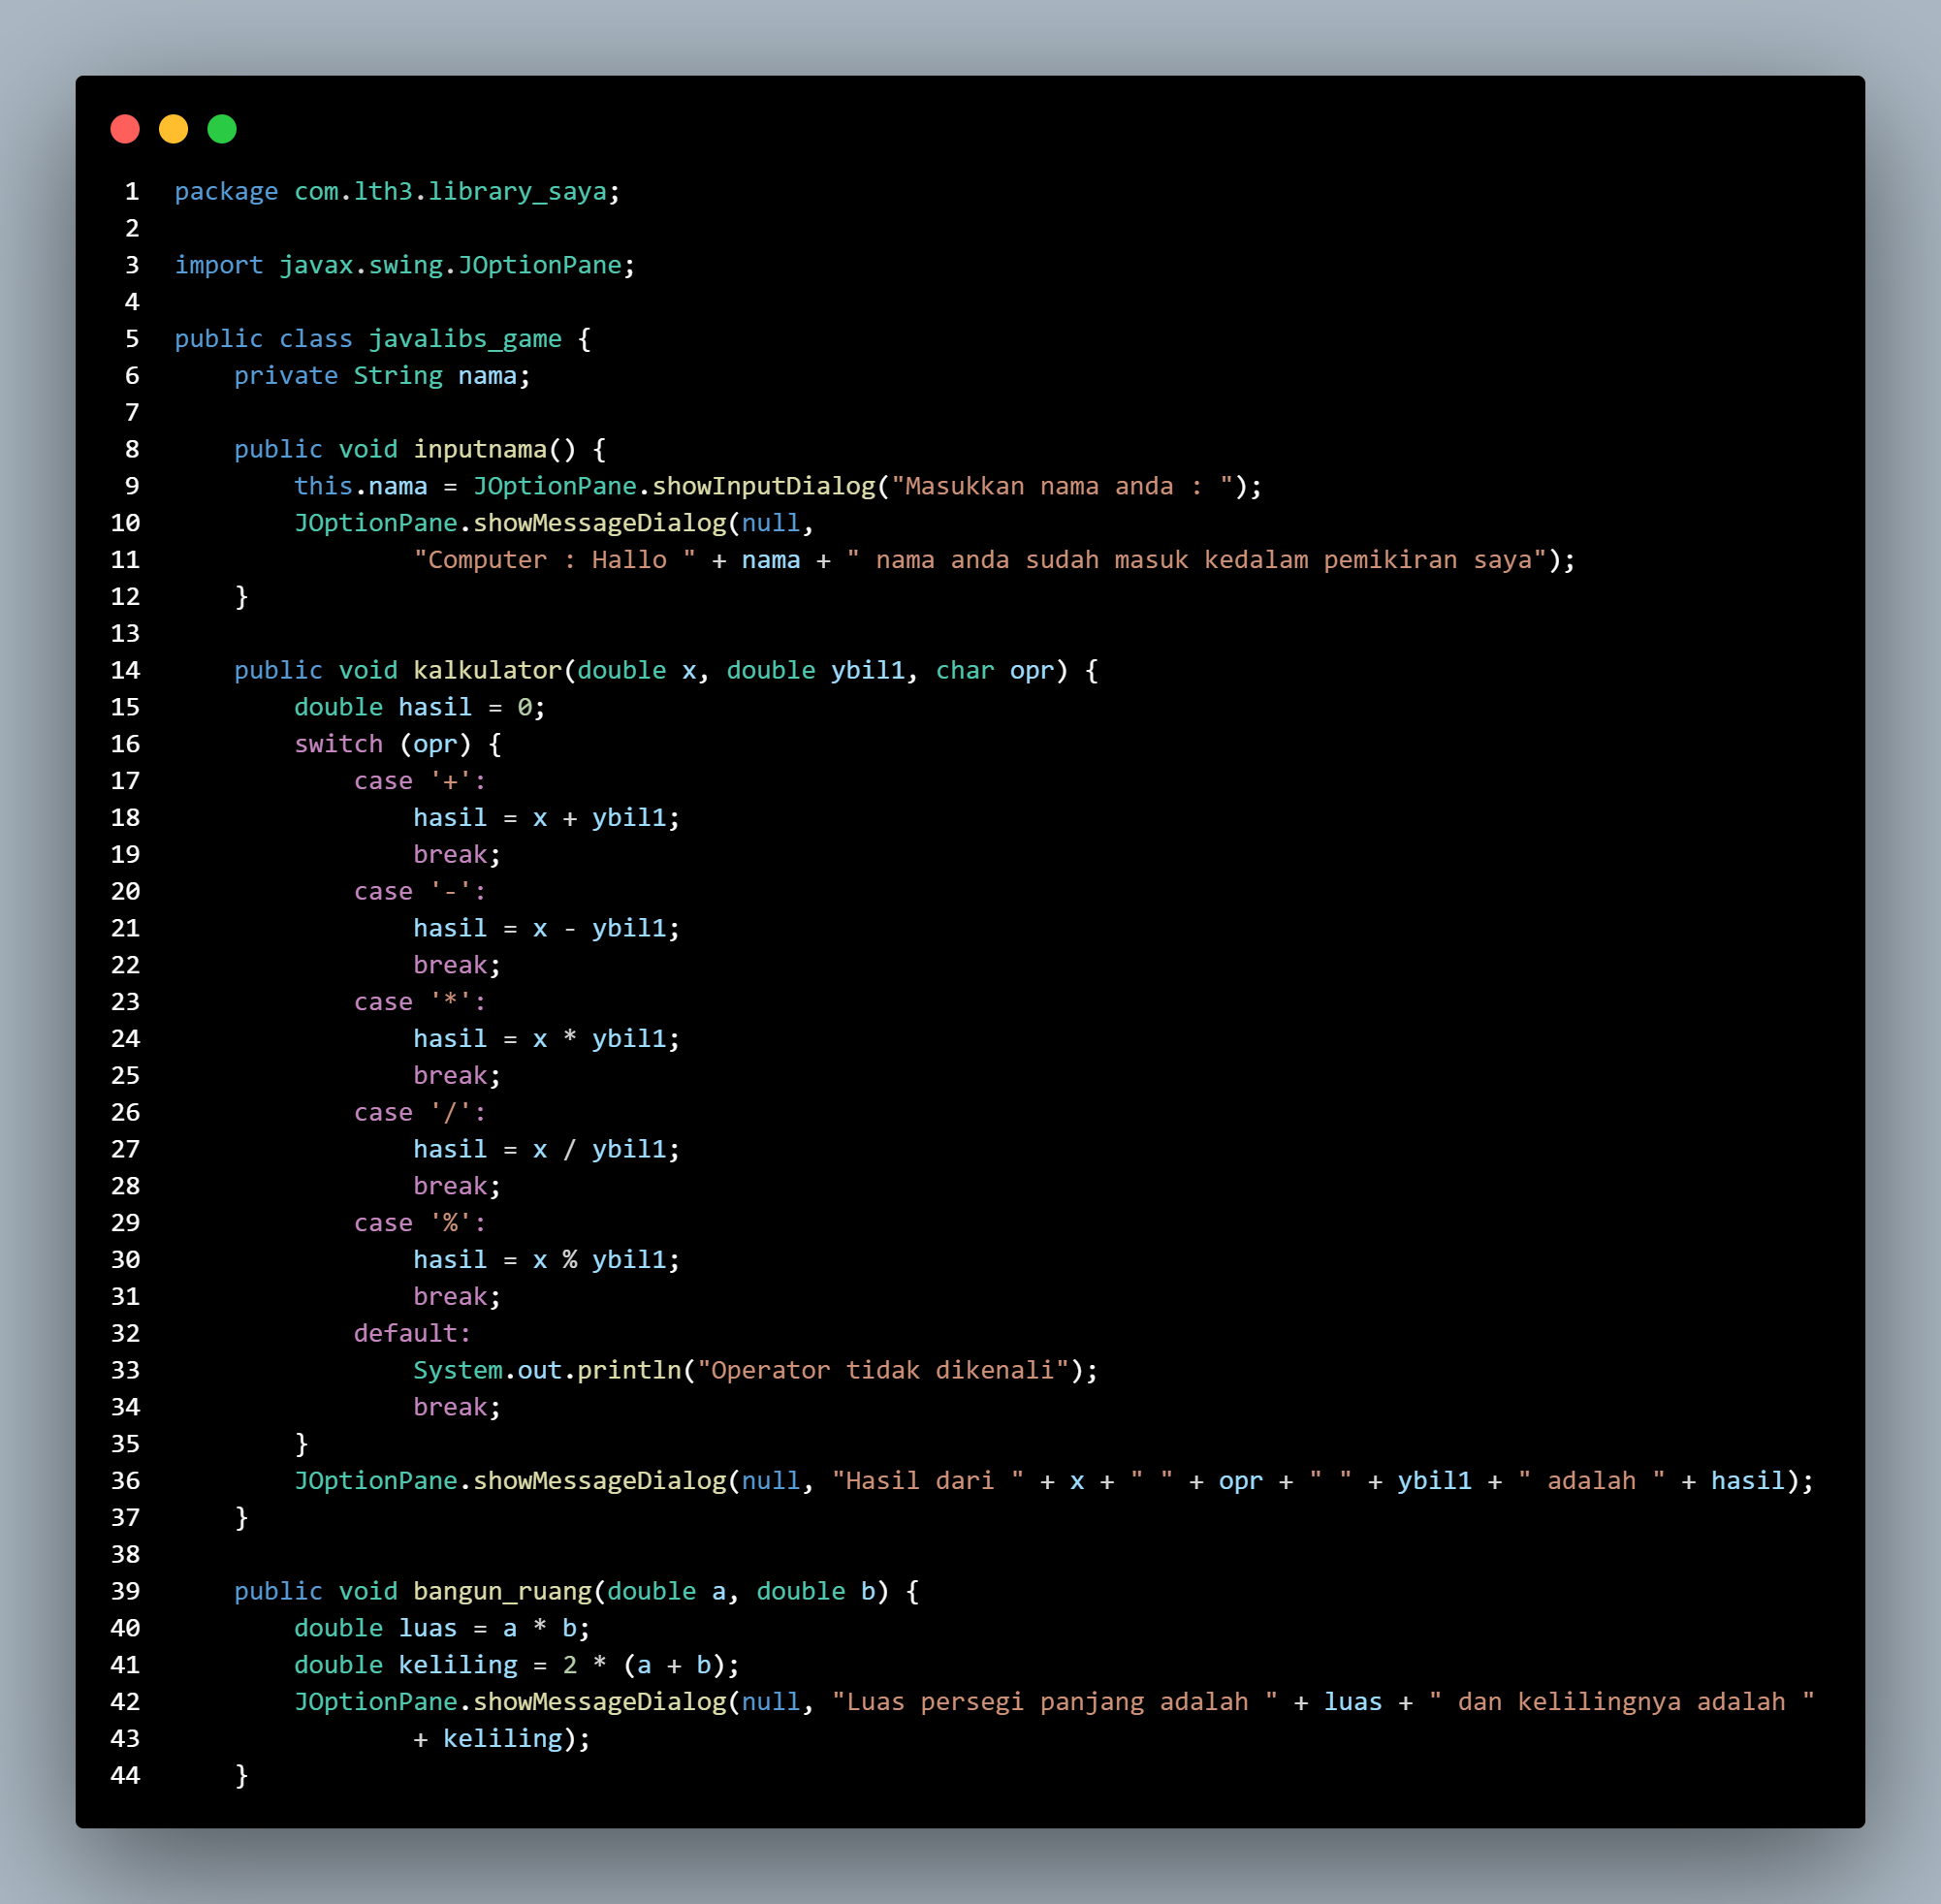 1 package com.lth3.library_saya;
2
3 import javax.swing.JOptionPane;
4
5 public class javalibs_game {
6     private String nama;
7
8     public void inputnama() {
9         this.nama = JOptionPane.showInputDialog("Masukkan nama anda : ");
10         JOptionPane.showMessageDialog(null,
11                 "Computer : Hallo " + nama + " nama anda sudah masuk kedalam pemikiran saya");
12     }
13
14     public void kalkulator(double x, double ybil1, char opr) {
15         double hasil = 0;
16         switch (opr) {
17             case '+':
18                 hasil = x + ybil1;
19                 break;
20             case '-':
21                 hasil = x - ybil1;
22                 break;
23             case '*':
24                 hasil = x * ybil1;
25                 break;
26             case '/':
27                 hasil = x / ybil1;
28                 break;
29             case '%':
30                 hasil = x % ybil1;
31                 break;
32             default:
33                 System.out.println("Operator tidak dikenali");
34                 break;
35         }
36         JOptionPane.showMessageDialog(null, "Hasil dari " + x + " " + opr + " " + ybil1 + " adalah " + hasil);
37     }
38
39     public void bangun_ruang(double a, double b) {
40         double luas = a * b;
41         double keliling = 2 * (a + b);
42         JOptionPane.showMessageDialog(null, "Luas persegi panjang adalah " + luas + " dan kelilingnya adalah "
43                 + keliling);
44     }